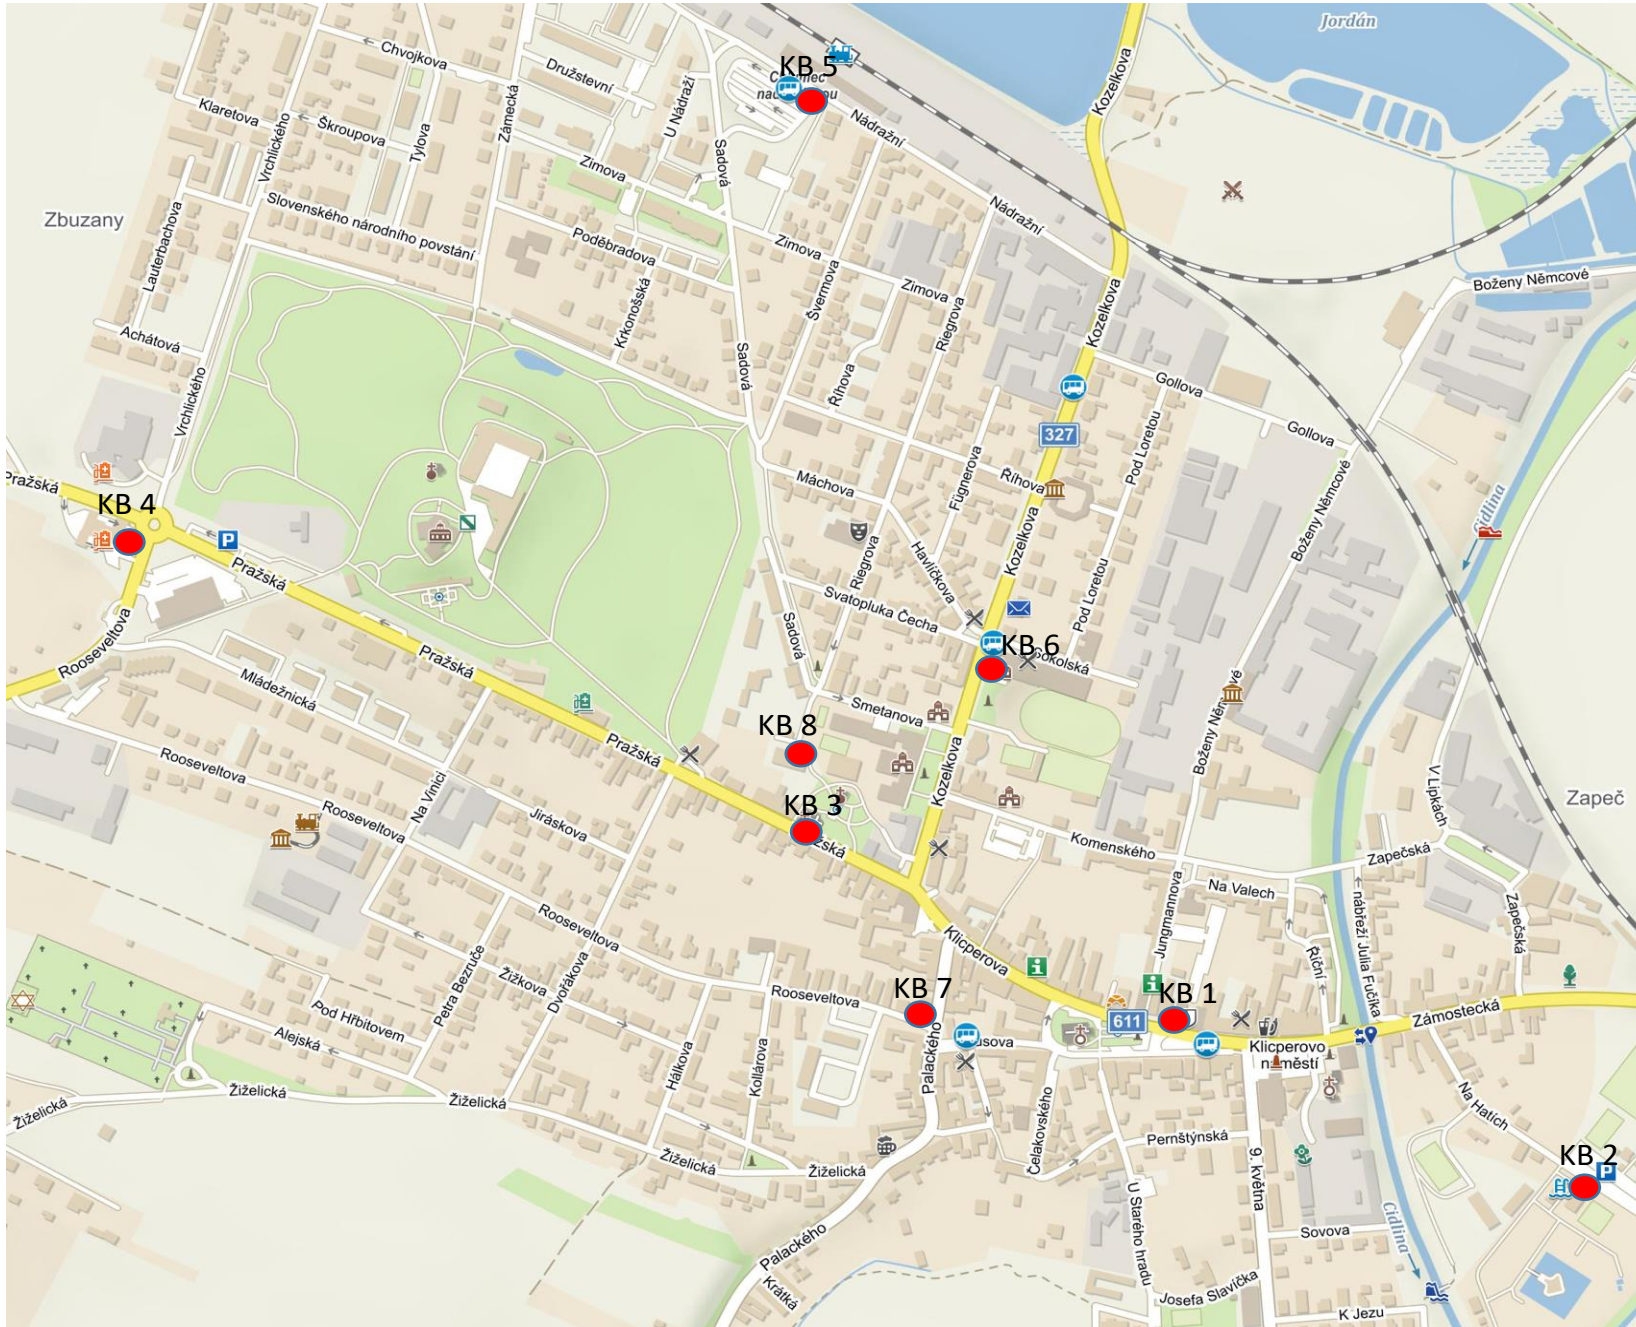 Jordán
Chvojkova
Družstevní
KB 5
Kozelkova
Klaretova
Škroupova
Tylova
Zámecká
U Nádraží
Sadová
Nádražní
Vrchlického
Zimova
Zbuzany
Lauterbachova
Slovenského národního povstání
Poděbradova
Zimova
Nádražní
Krkonošská
Švermova
Zimova
Riegrova
Kozelkova
Boženy Němcové
Achátová
Vrchlického
Sadová
Říhova
Gollova
327
Pod Loretou
Gollova
Pražská
KB 4
P
Máchova
Fügnerova
Říhova
Boženy Němcové
Cidlina
Pražská
Riegrova
Havlíčkova
Kozelkova
Pod Loretou
Svatopluka Čecha
Rooseveltova
Sadová
KB 6
Sokolská
Mládežnická
Pražská
Smetanova
Boženy Němcové
KB 8
Pražská
Kozelkova
Rooseveltova
Na Vinici
Jiráskova
KB 3
V Lipkách
Zapeč
Rooseveltova
Komenského
Zapečská
Na Valech
Rooseveltova
Klicperova
Jungmannova
nábřeží Julia Fučíka
Zapečská
Žižkova
Petra Bezruče
Dvořákova
Říční
Pod Hřbitovem
Rooseveltova
KB 7
KB 1
611
Zámostecká
Alejská
Palackého
Klicperovo
náměstí
Hálkova
Kollárova
Žiželická
Žiželická
Žiželická
Čelakovského
Pernštýnská
Na Hatích
Žiželická
Žiželická
9. května
KB 2
P
U Starého hradu
Cidlina
Sovova
Palackého
Krátká
Josefa Slavíčka
K Jezu